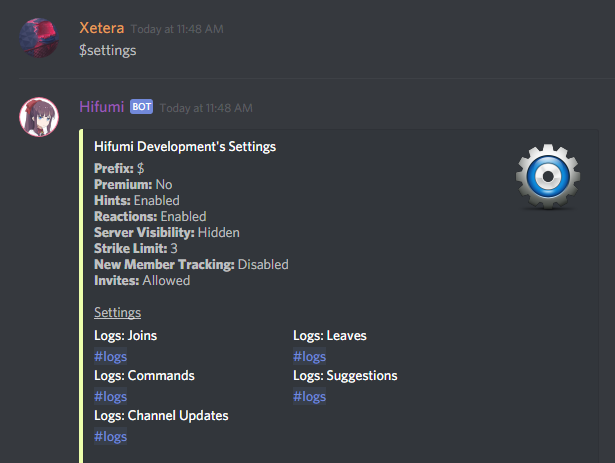 Xetera Today at 11:48 AM
$settings
Hifumi BOT Today at 11:48 AM
Hifumi Development's Settings
Prefix: $
Premium: No
Hints: Enabled
Reactions: Enabled
Server Visibility: Hidden
Strike Limit: 3
New Member Tracking: Disabled
Invites: Allowed
Settings
Logs: Joins Logs: Leaves
#logs #logs
Logs: Commands Logs: Suggestions
#logs #logs
Logs: Channel Updates
#logs